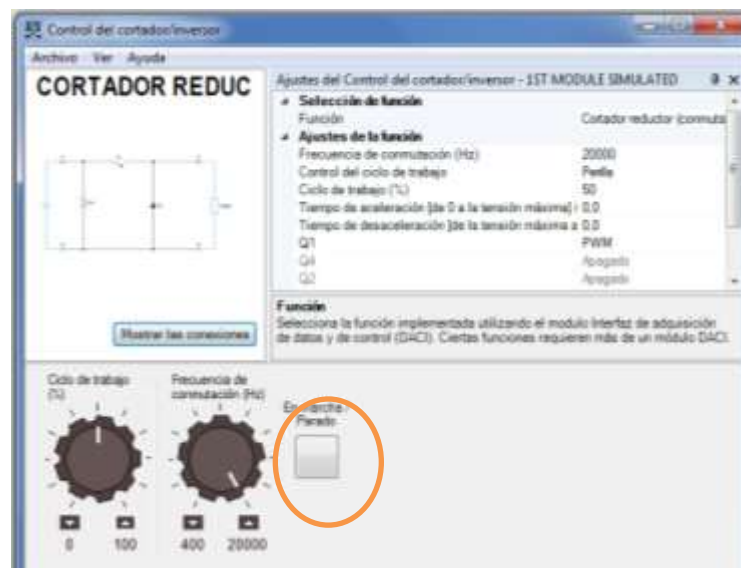 Control del cortador/inversor
Archivo Ver Ayuda
CORTADOR REDUC
Mostrar las conexiones
Ajustes del Control del cortador/inversor - 1ST MODULE SIMULATED
Selección de función
Función Cortador reductor (conmuta
Ajustes de la función
Frecuencia de conmutación (Hz) 20000
Control del ciclo de trabajo Perilla
Ciclo de trabajo (%) 50
Tiempo de aceleración [de 0 a la tensión máxima] 0,0
Tiempo de desaceleración [de la tensión máxima a 0,0
Q1 PWM
Q4 Apagado
Q2 Apagado
Función
Selecciona la función implementada utilizando el modulo Interfaz de adquisición
de datos y de control (DACI). Ciertas funciones requieren más de un módulo DACI.
Ciclo de trabajo
(%)
0 100
Frecuencia de
conmutación (Hz)
400 20000
En marcha
Parado